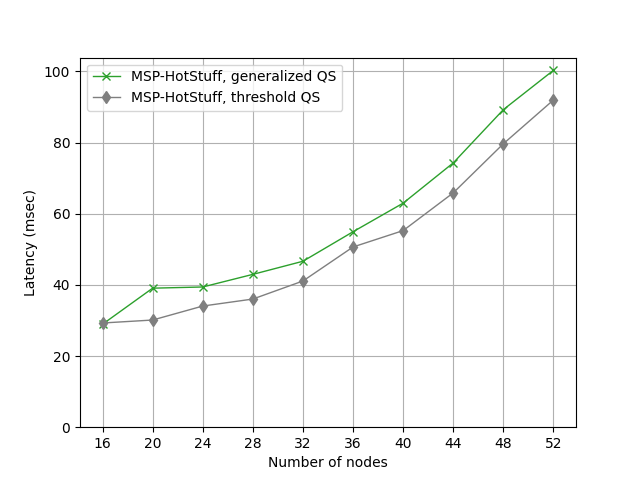 MSP-HotStuff, generalized QS
MSP-HotStuff, threshold QS
100
80
60
40
20
0
Latency (msec)
16 20 24 28 32 36 40 44 48 52
Number of nodes